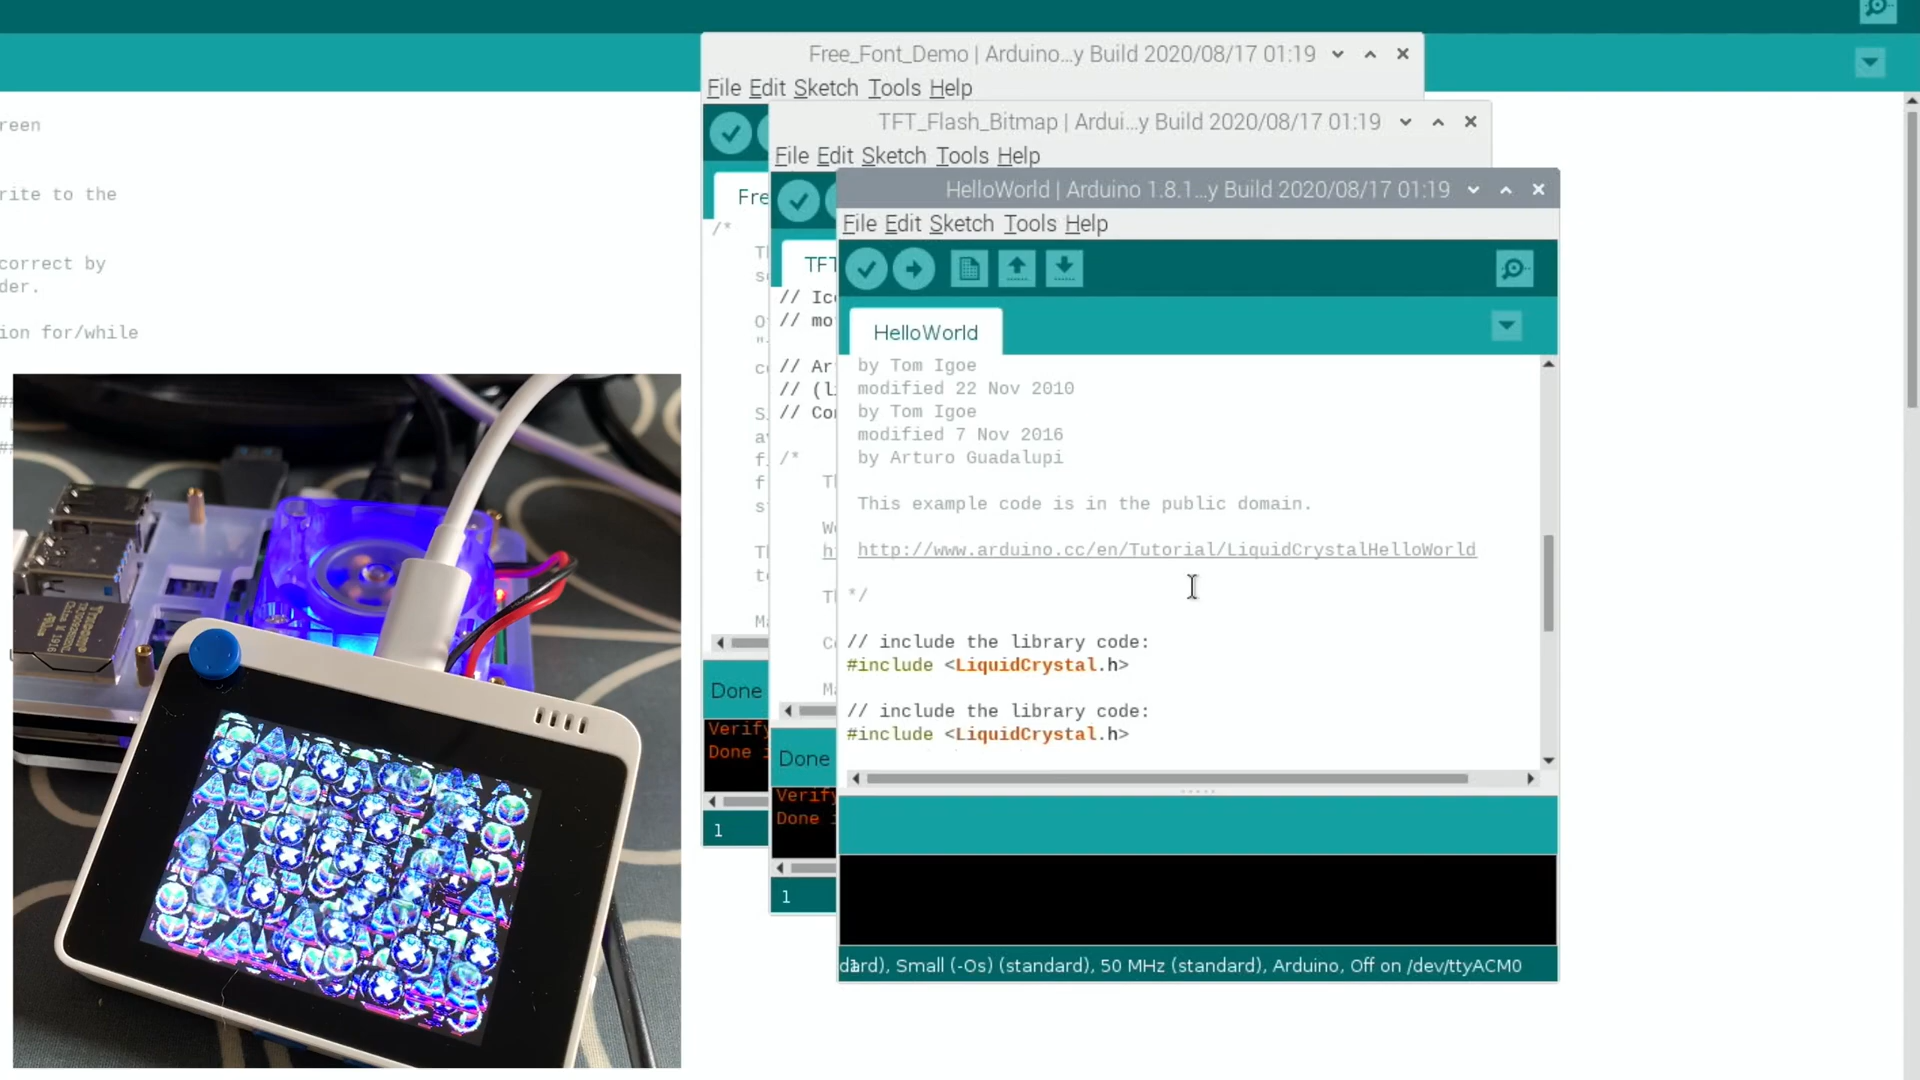 reen
rite to the
correct by
der.
ion for/while
##
##
Free_Font_Demo | Arduino...y Build 2020/08/17 01:19
File Edit Sketch Tools Help
Fre
/*
Done
Verify
Done
1
TFT_Flash_Bitmap | Ardui...y Build 2020/08/17 01:19
File Edit Sketch Tools Help
TFT
// Ico
// mo
// Ar
// (li
// Cor
/*
Done
Verify
Done
1
HelloWorld | Arduino 1.8.1...y Build 2020/08/17 01:19
File Edit Sketch Tools Help
HelloWorld
by Tom Igoe
modified 22 Nov 2010
by Tom Igoe
modified 7 Nov 2016
by Arturo Guadalupi
This example code is in the public domain.
http://www.arduino.cc/en/Tutorial/LiquidCrystalHelloWorld
*/
// include the library code:
#include <LiquidCrystal.h>
// include the library code:
#include <LiquidCrystal.h>
dard), Small (-Os) (standard), 50 MHz (standard), Arduino, Off on /dev/ttyACM0